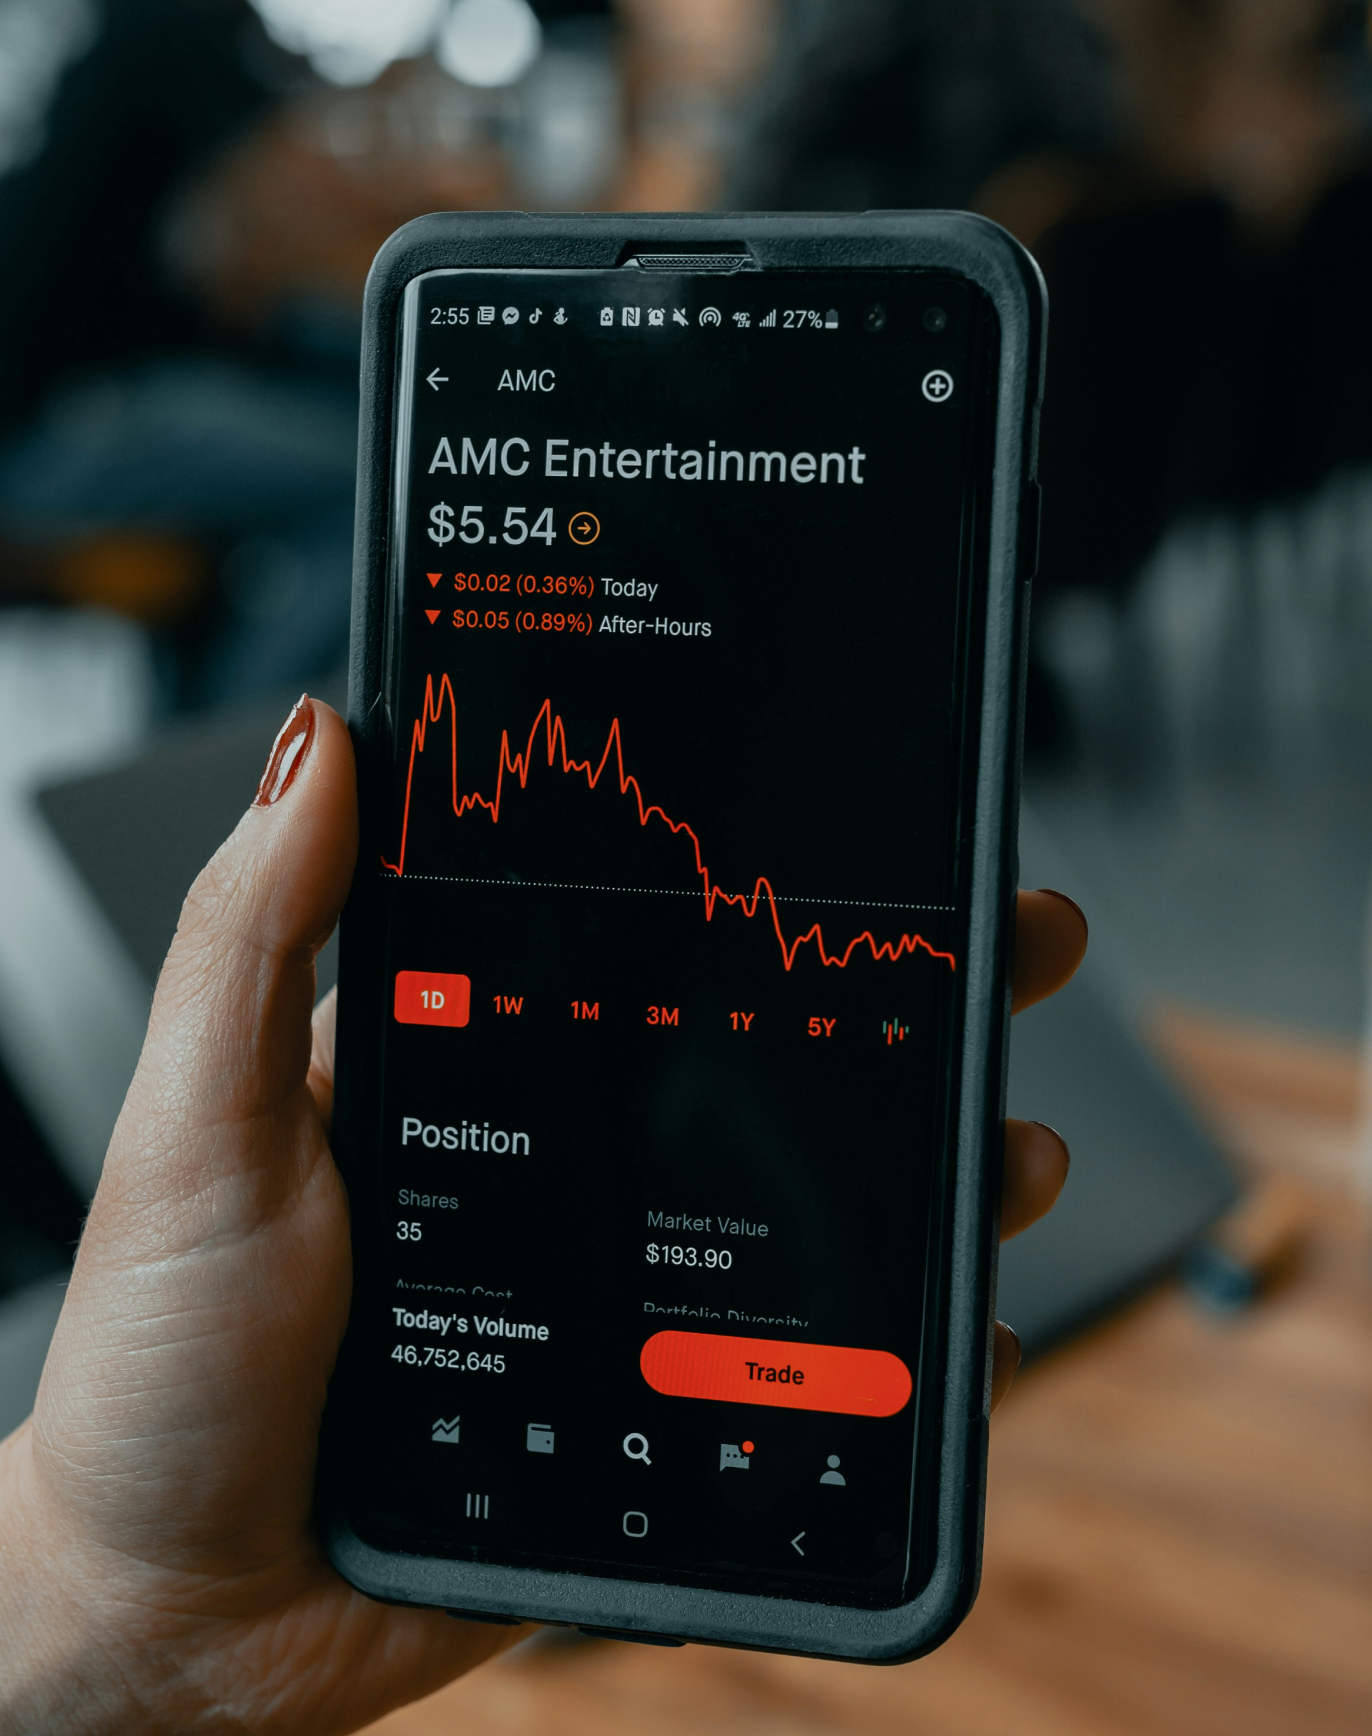 2:55 27%
AMC
AMC Entertainment
$5.54
$0.02 (0.36%) Today
$0.05 (0.89%) After-Hours
1D 1W 1M 3M 1Y 5Y
Position
Shares
35
Market Value
$193.90
Average Cost
Portfolio Diversity
Today's Volume
46,752,645
Trade